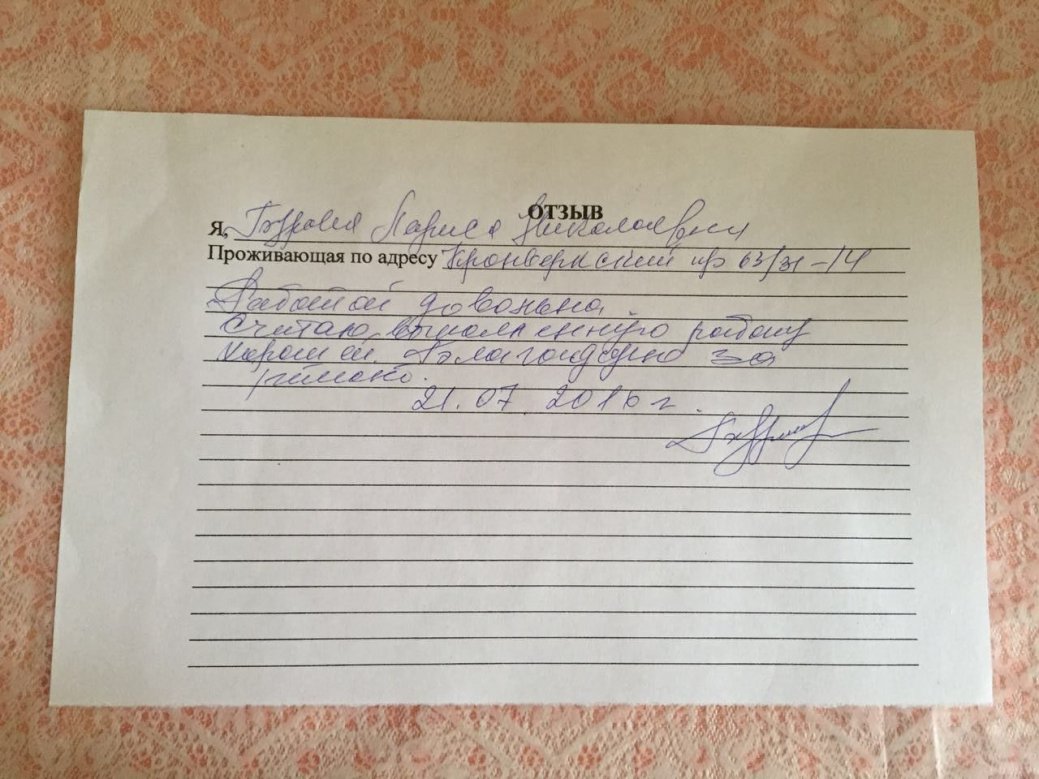 ОТЗЫВ
Я, Лариса Николаевна
Проживающая по адресу Кронверкский пр 63/31-14
Работой довольна.
Считаю, выполненную работу
хорошей. Благодарю за
21.07.2016 г.